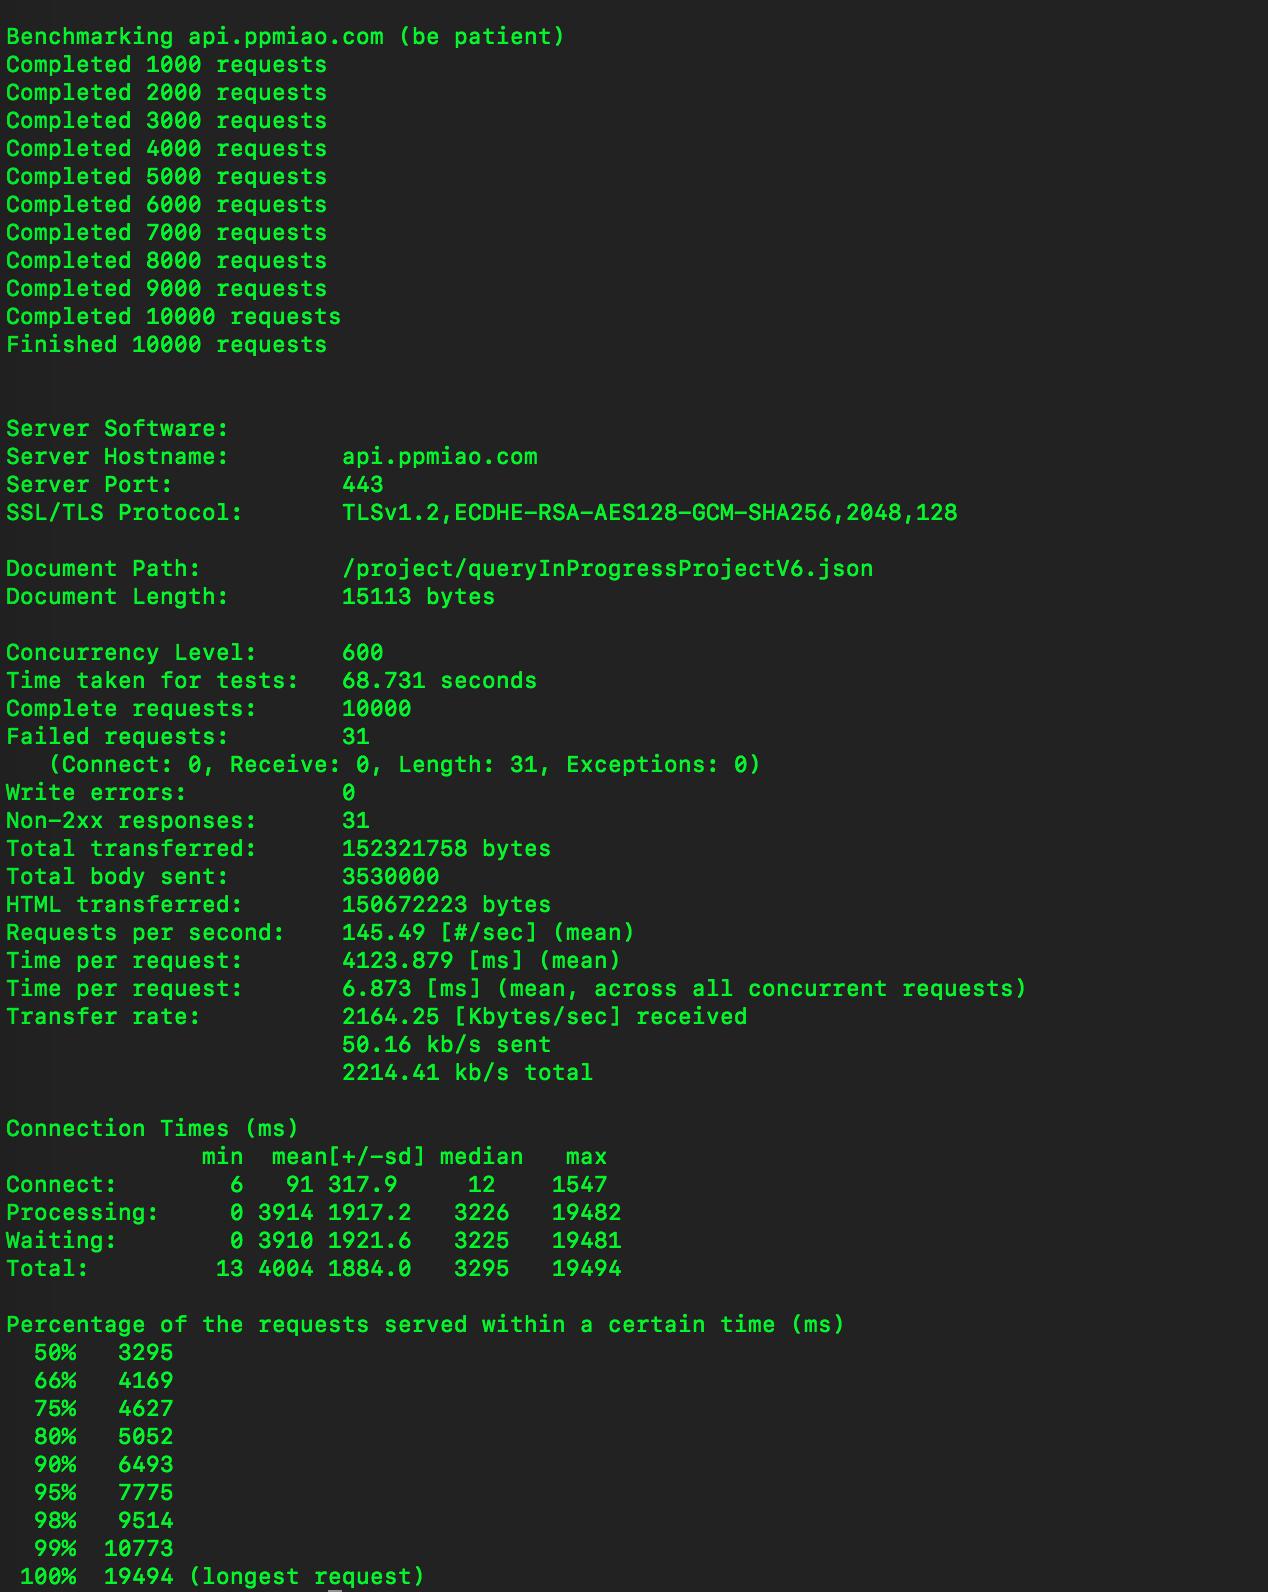 Benchmarking api.ppmiao.com (be patient)
Completed 1000 requests
Completed 2000 requests
Completed 3000 requests
Completed 4000 requests
Completed 5000 requests
Completed 6000 requests
Completed 7000 requests
Completed 8000 requests
Completed 9000 requests
Completed 10000 requests
Finished 10000 requests


Server Software:
Server Hostname:        api.ppmiao.com
Server Port:            443
SSL/TLS Protocol:       TLSv1.2,ECDHE-RSA-AES128-GCM-SHA256,2048,128

Document Path:          /project/queryInProgressProjectV6.json
Document Length:        15113 bytes

Concurrency Level:      600
Time taken for tests:   68.731 seconds
Complete requests:      10000
Failed requests:        31
   (Connect: 0, Receive: 0, Length: 31, Exceptions: 0)
Write errors:           0
Non-2xx responses:      31
Total transferred:      152321758 bytes
Total body sent:        3530000
HTML transferred:       150672223 bytes
Requests per second:    145.49 [#/sec] (mean)
Time per request:       4123.879 [ms] (mean)
Time per request:       6.873 [ms] (mean, across all concurrent requests)
Transfer rate:          2164.25 [Kbytes/sec] received
                        50.16 kb/s sent
                        2214.41 kb/s total

Connection Times (ms)
              min  mean[+/-sd] median   max
Connect:        6   91 317.9     12    1547
Processing:     0 3914 1917.2   3226   19482
Waiting:        0 3910 1921.6   3225   19481
Total:         13 4004 1884.0   3295   19494

Percentage of the requests served within a certain time (ms)
  50%   3295
  66%   4169
  75%   4627
  80%   5052
  90%   6493
  95%   7775
  98%   9514
  99%  10773
 100%  19494 (longest request)